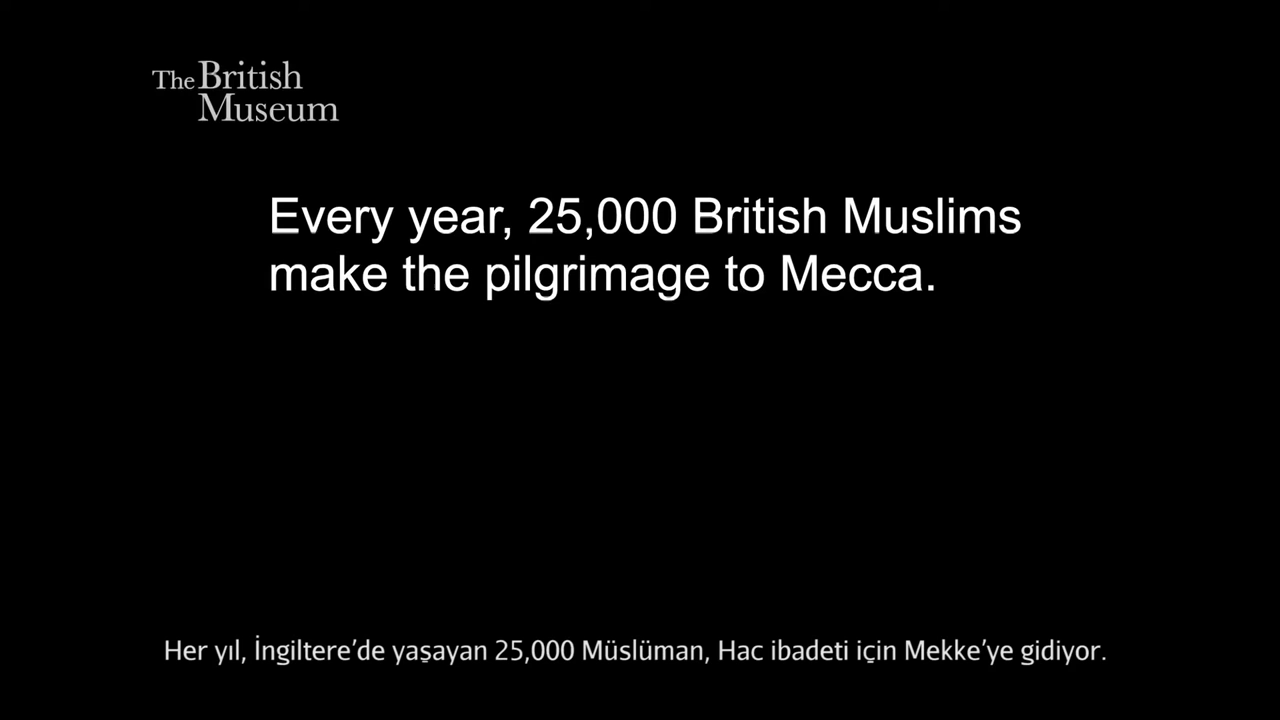 The British
Museum
Every year, 25,000 British Muslims
make the pilgrimage to Mecca.
Her yıl, İngiltere’de yaşayan 25,000 Müslüman, Hac ibadeti için Mekke’ye gidiyor.